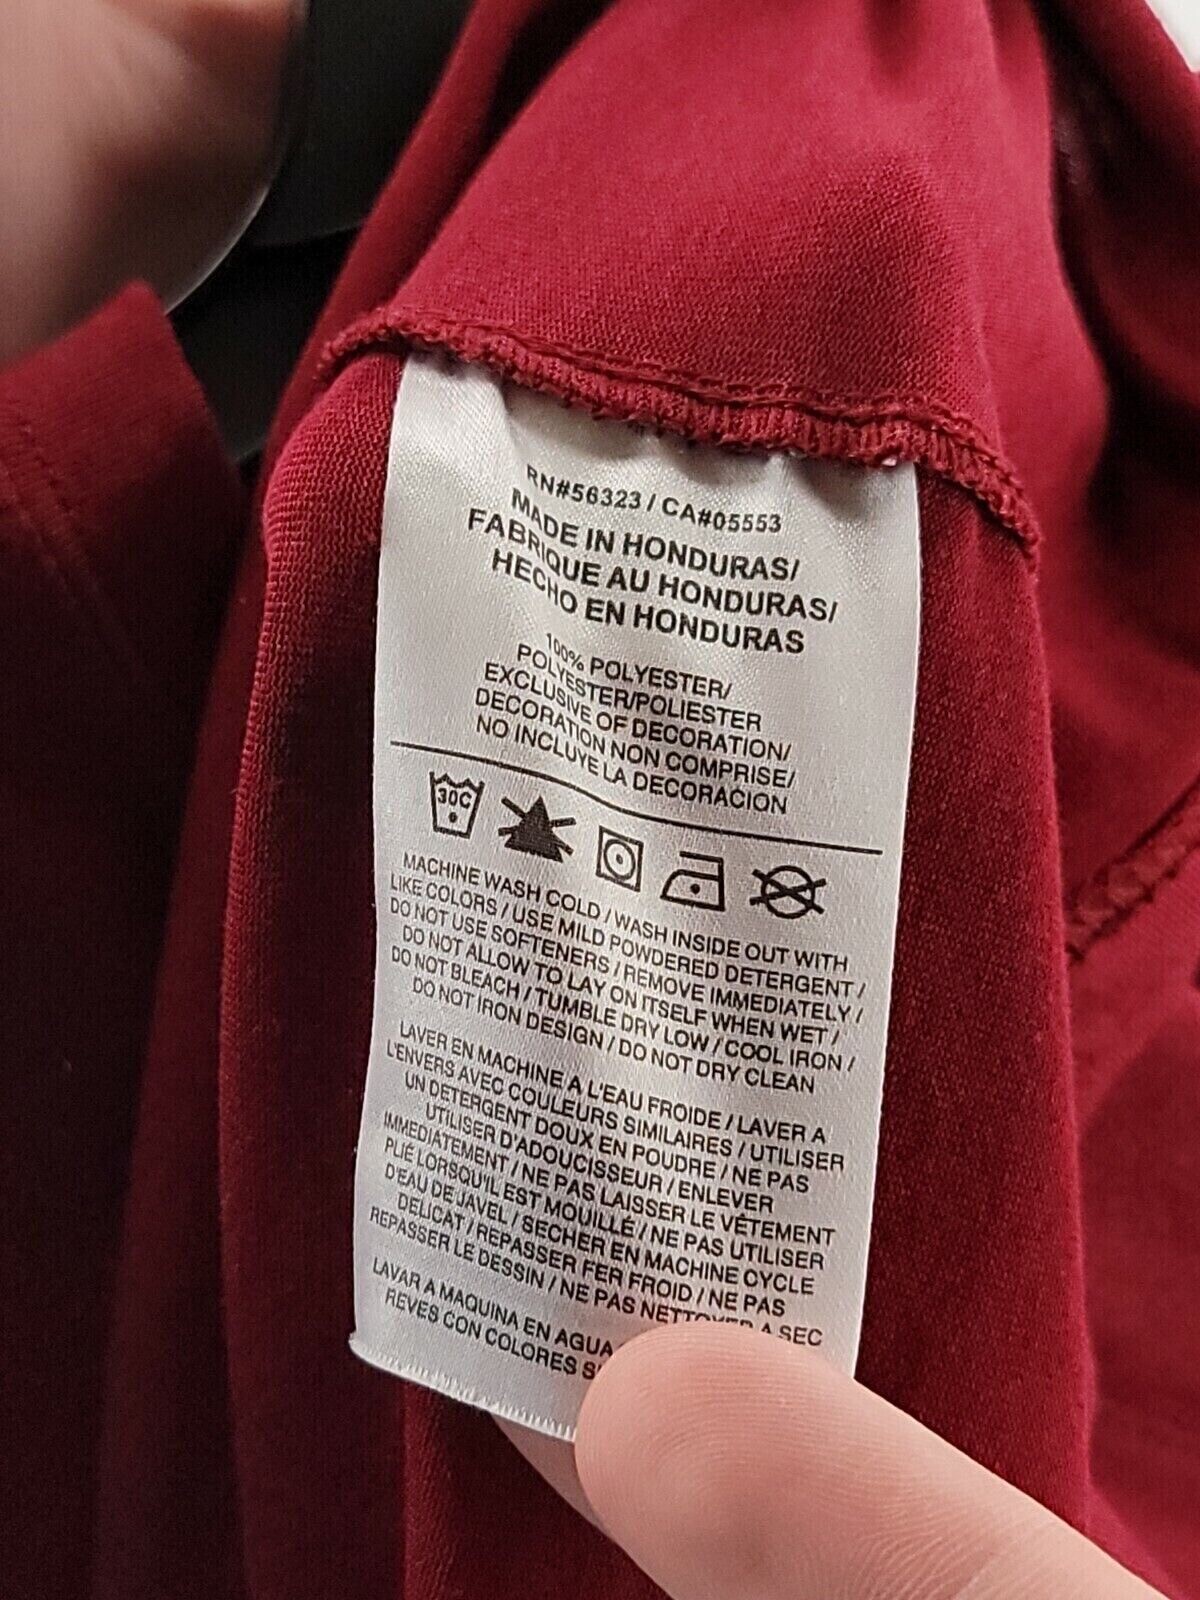 RN#56323 / CA#05553
MADE IN HONDURAS/
FABRIQUE AU HONDURAS/
HECHO EN HONDURAS
100% POLYESTER/
POLYESTER/POLIESTER
EXCLUSIVE OF DECORATION/
DECORATION NON COMPRISE/
NO INCLUYE LA DECORACION
30C
MACHINE WASH COLD / WASH INSIDE OUT WITH
LIKE COLORS / USE MILD POWDERED DETERGENT /
DO NOT USE SOFTENERS / REMOVE IMMEDIATELY /
DO NOT ALLOW TO LAY ON ITSELF WHEN WET /
DO NOT BLEACH / TUMBLE DRY LOW / COOL IRON /
DO NOT IRON DESIGN / DO NOT DRY CLEAN
LAVER EN MACHINE A L'EAU FROIDE / LAVER A
L'ENVERS AVEC COULEURS SIMILAIRES / UTILISER
UN DETERGENT DOUX EN POUDRE / NE PAS
UTILISER D'ADOUCISSEUR / ENLEVER
IMMEDIATEMENT / NE PAS LAISSER LE VÊTEMENT
PLIÉ LORSQU'IL EST MOUILLÉ / NE PAS UTILISER
D'EAU DE JAVEL / SECHER EN MACHINE CYCLE
DELICAT / REPASSER FER FROID / NE PAS
REPASSER LE DESSIN / NE PAS NETTOYER A SEC
LAVAR A MAQUINA EN AGUA
REVES CON COLORES